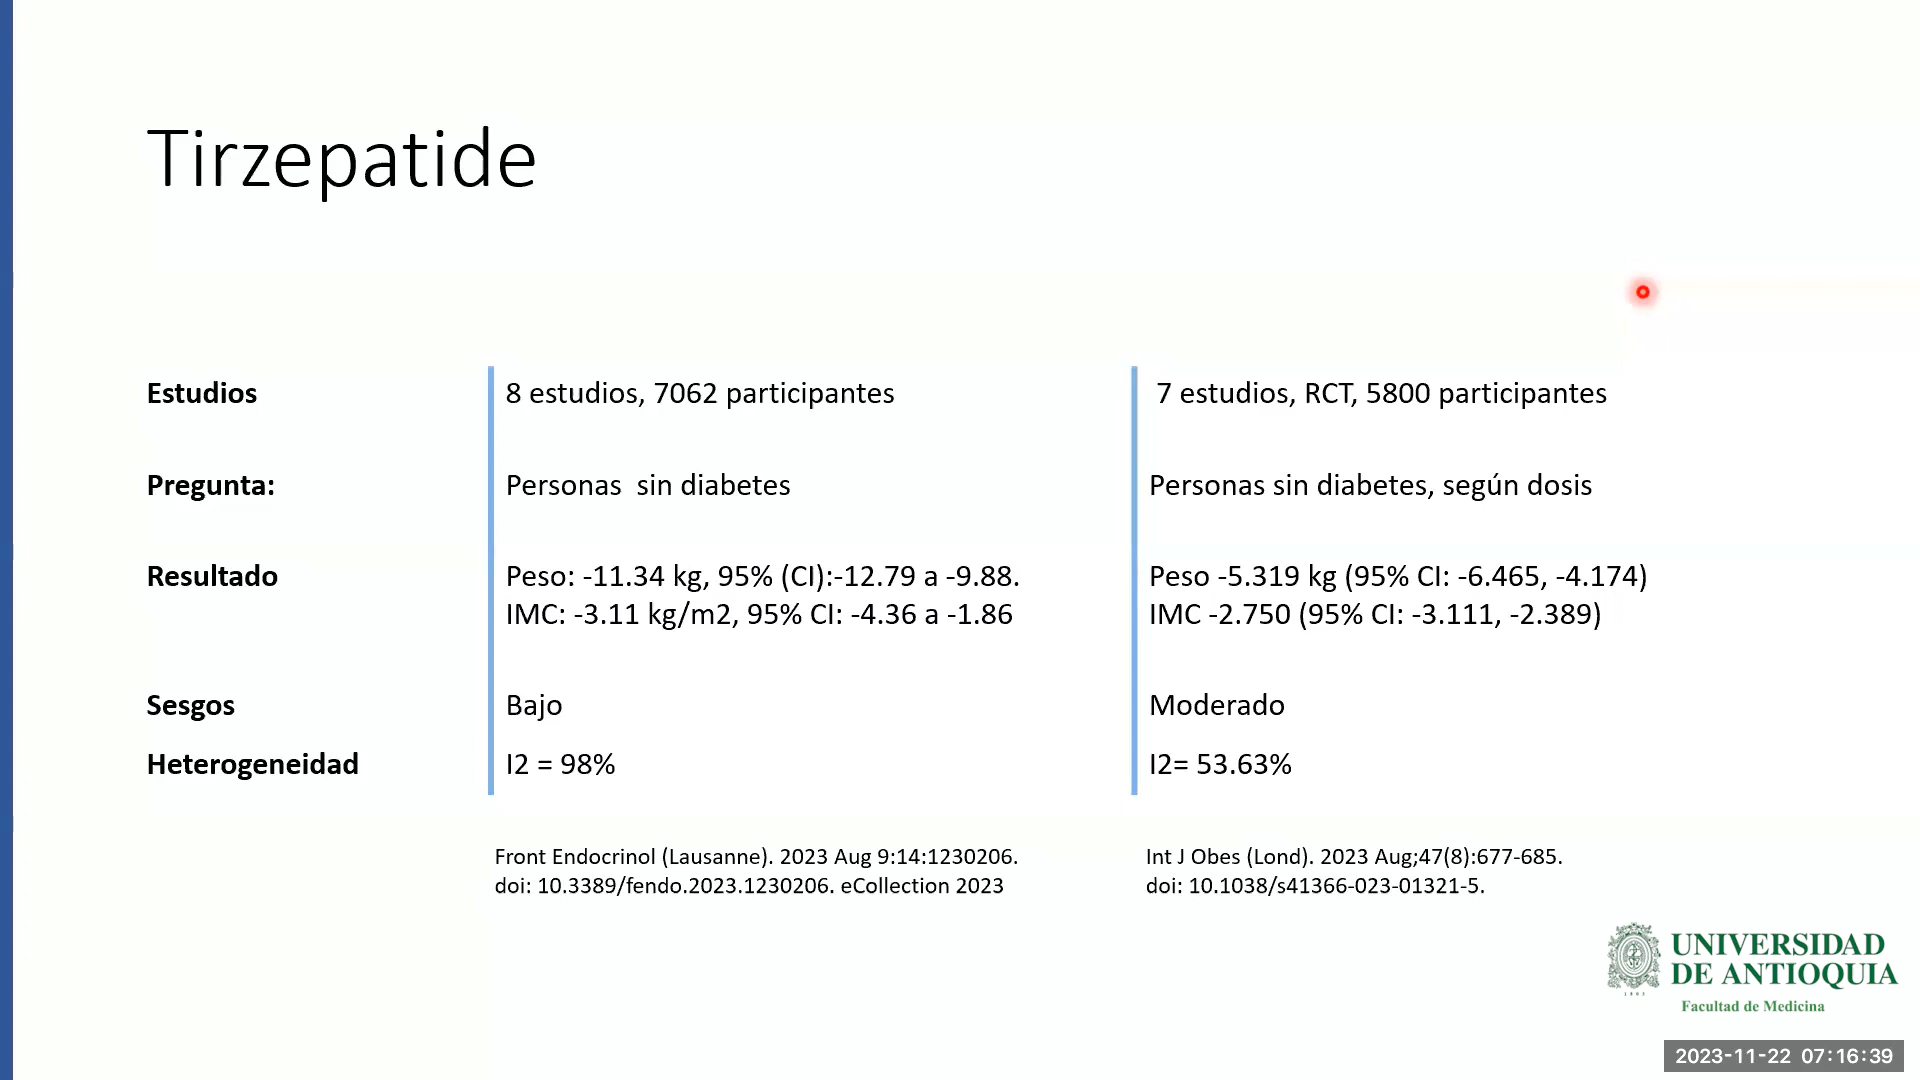 Tirzepatide
Estudios
8 estudios, 7062 participantes
7 estudios, RCT, 5800 participantes
Pregunta:
Personas sin diabetes
Personas sin diabetes, según dosis
Resultado
Peso: -11.34 kg, 95% (CI):-12.79 a -9.88.
IMC: -3.11 kg/m2, 95% CI: -4.36 a -1.86
Peso -5.319 kg (95% CI: -6.465, -4.174)
IMC -2.750 (95% CI: -3.111, -2.389)
Sesgos
Bajo
Moderado
Heterogeneidad
I2 = 98%
I2= 53.63%
Front Endocrinol (Lausanne). 2023 Aug 9:14:1230206.
doi: 10.3389/fendo.2023.1230206. eCollection 2023
Int J Obes (Lond). 2023 Aug;47(8):677-685.
doi: 10.1038/s41366-023-01321-5.
UNIVERSIDAD
DE ANTIOQUIA
1803
Facultad de Medicina
2023-11-22 07:16:39